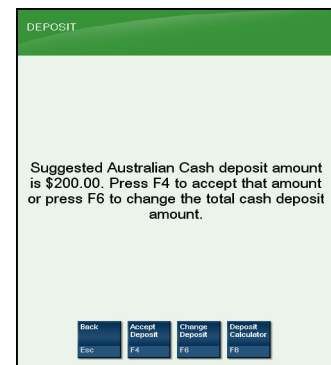 DEPOSIT
Suggested Australian Cash deposit amount
is $200.00. Press F4 to accept that amount
or press F6 to change the total cash deposit
amount.
Back Accept Deposit Change Deposit Deposit Calculator
Esc F4 F6 F8